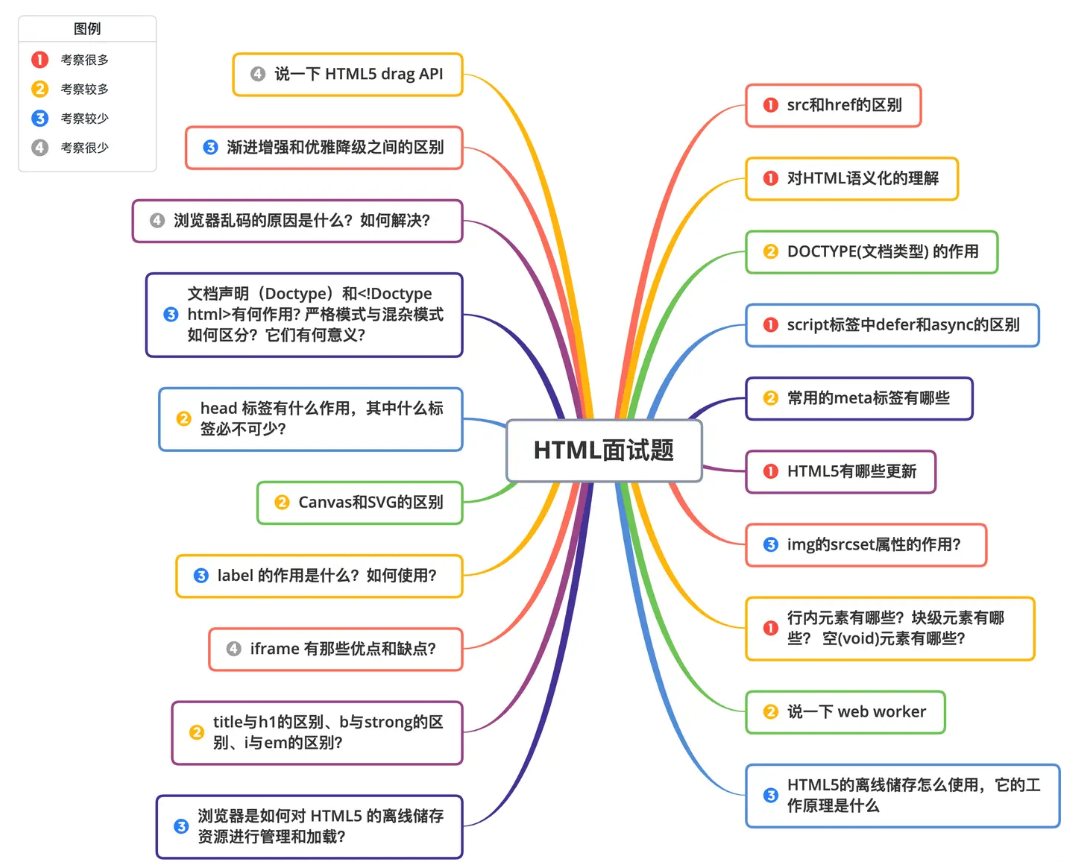 图例
1 考察很多
2 考察较多
3 考察较少
4 考察很少
HTML面试题
1 src和href的区别
1 对HTML语义化的理解
2 DOCTYPE(文档类型) 的作用
1 script标签中defer和async的区别
2 常用的meta标签有哪些
1 HTML5有哪些更新
3 img的srcset属性的作用?
1 行内元素有哪些？块级元素有哪
些？ 空(void)元素有哪些?
2 说一下 web worker
3 HTML5的离线储存怎么使用，它的工
作原理是什么
4 说一下 HTML5 drag API
3 渐进增强和优雅降级之间的区别
4 浏览器乱码的原因是什么？如何解决？
3 文档声明（Doctype）和<!Doctype
html>有何作用? 严格模式与混杂模式
如何区分？它们有何意义?
2 head 标签有什么作用，其中什么标
签必不可少？
2 Canvas和SVG的区别
3 label 的作用是什么？如何使用？
4 iframe 有那些优点和缺点？
2 title与h1的区别、b与strong的区
别、i与em的区别？
3 浏览器是如何对 HTML5 的离线储存
资源进行管理和加载？